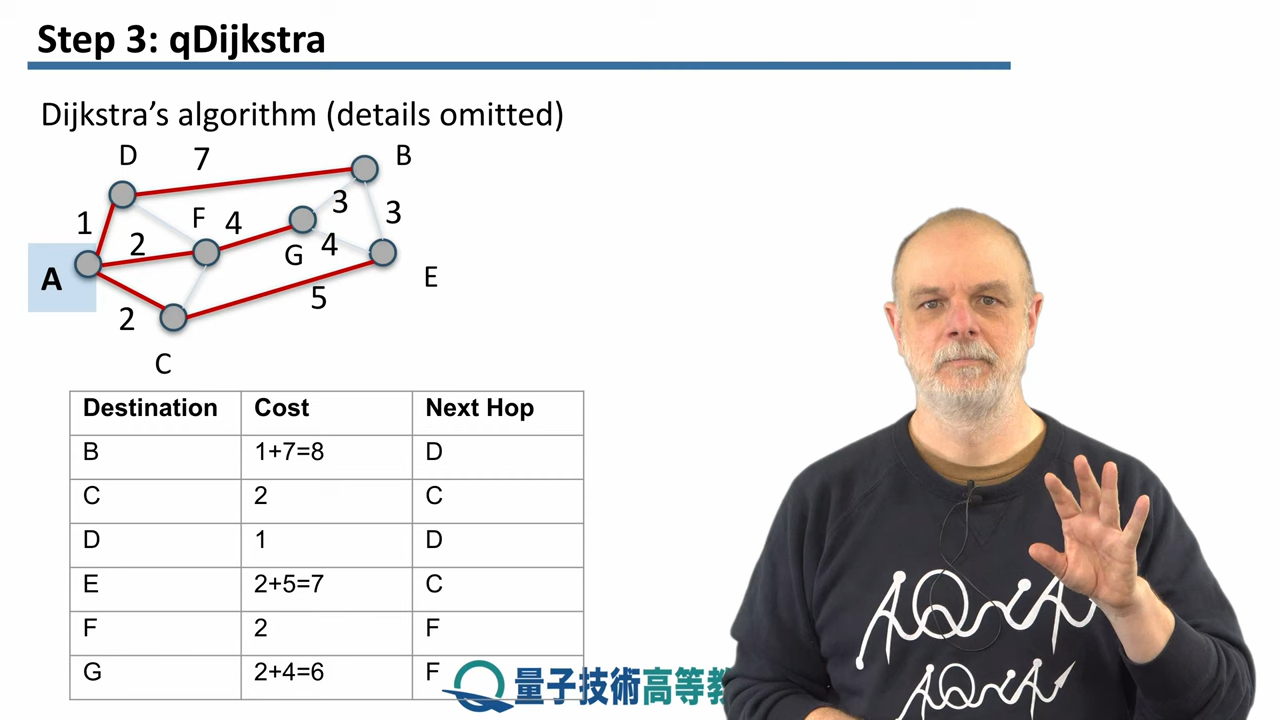 Step 3: qDijkstra
Dijkstra’s algorithm (details omitted)
D
7
B
1
F
4
3
3
2
G
4
A
E
2
5
C
Destination Cost Next Hop
B 1+7=8 D
C 2 C
D 1 D
E 2+5=7 C
F 2 F
G 2+4=6 F
量子技術高等教